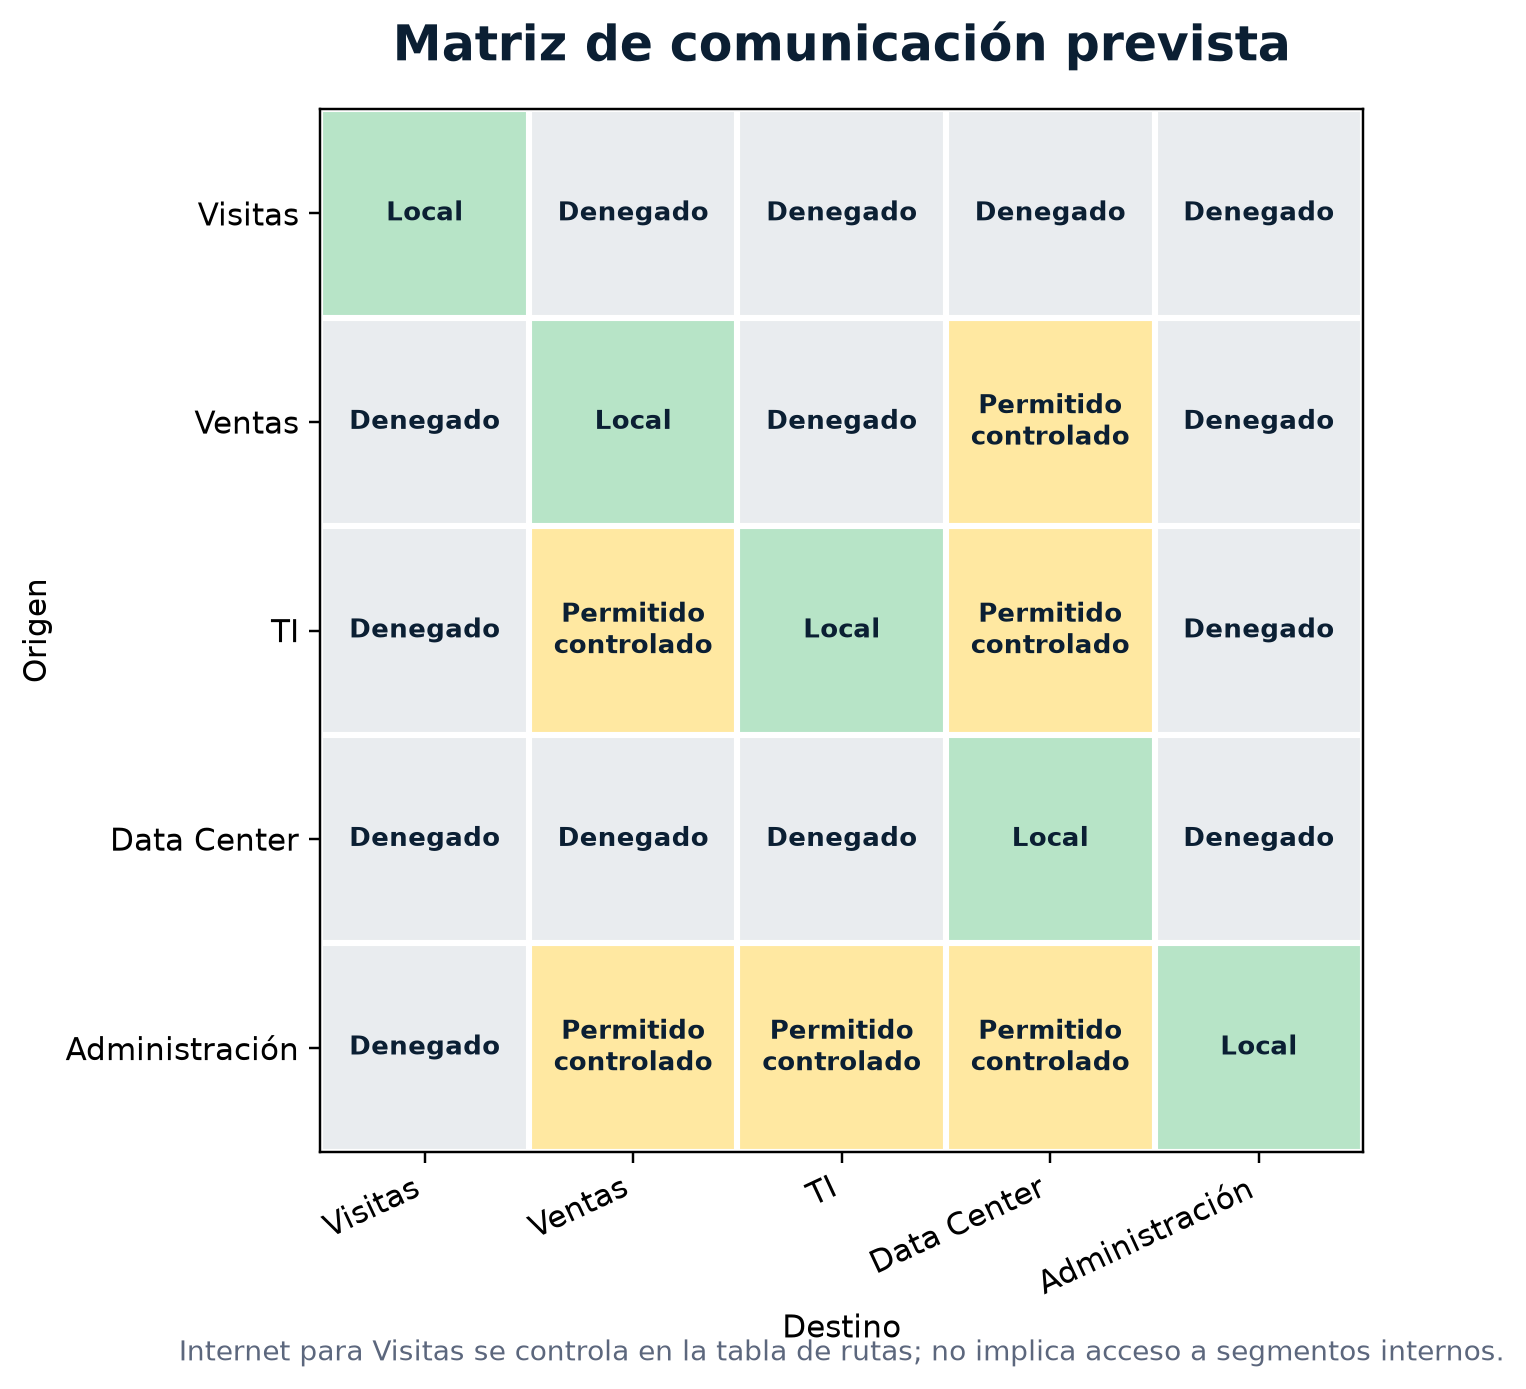 Matriz de comunicación prevista
Origen
Visitas
Local
Denegado
Denegado
Denegado
Denegado
Ventas
Denegado
Local
Denegado
Permitido
controlado
Denegado
TI
Denegado
Permitido
controlado
Local
Permitido
controlado
Denegado
Data Center
Denegado
Denegado
Denegado
Local
Denegado
Administración
Denegado
Permitido
controlado
Permitido
controlado
Permitido
controlado
Local
Visitas
Ventas
TI
Data Center
Administración
Destino
Internet para Visitas se controla en la tabla de rutas; no implica acceso a segmentos internos.